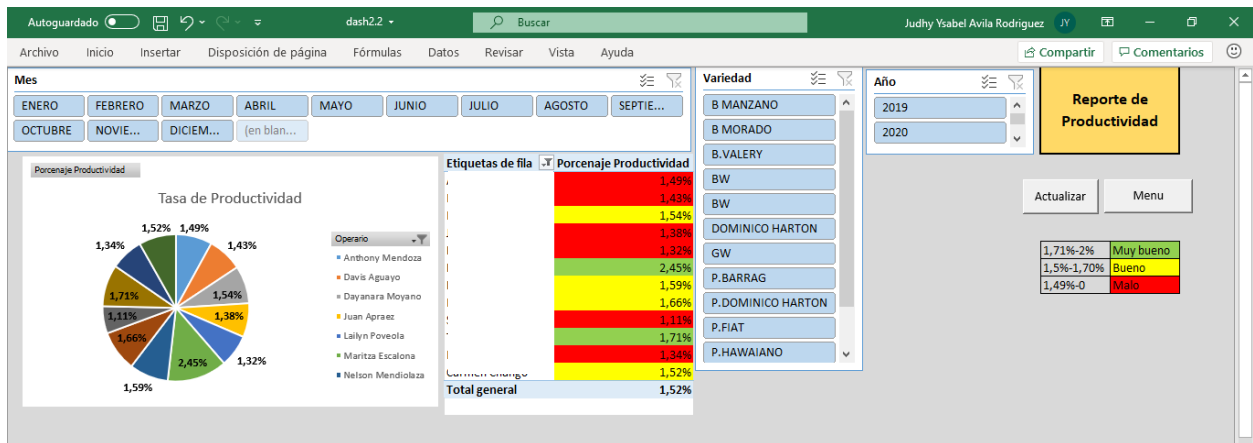 Autoguardado
dash2.2
Buscar
Judhy Ysabel Avila Rodriguez
JY
Archivo
Inicio
Insertar
Disposición de página
Fórmulas
Datos
Revisar
Vista
Ayuda
Compartir
Comentarios
Mes
ENERO
FEBRERO
MARZO
ABRIL
MAYO
JUNIO
JULIO
AGOSTO
SEPTIE...
OCTUBRE
NOVIE...
DICIEM...
(en blan...
Variedad
B MANZANO
B MORADO
B.VALERY
BW
BW
DOMINICO HARTON
GW
P.BARRAG
P.DOMINICO HARTON
P.FIAT
P.HAWAIANO
Año
2019
2020
Reporte de
Productividad
Actualizar
Menu
1,71%-2% Muy bueno
1,5%-1,70% Bueno
1,49%-0 Malo
Porcenaje Productividad
Tasa de Productividad
1,52%
1,49%
1,34%
1,43%
1,71%
1,54%
1,11%
1,38%
1,66%
2,45%
1,32%
1,59%
Operario
Anthony Mendoza
Davis Aguayo
Dayanara Moyano
Juan Apraez
Lailyn Poveola
Maritza Escalona
Nelson Mendiolaza
Etiquetas de fila Porcenaje Productividad
1,49%
1,43%
1,54%
1,38%
1,32%
2,45%
1,59%
1,66%
1,11%
1,71%
1,34%
1,52%
Total general 1,52%